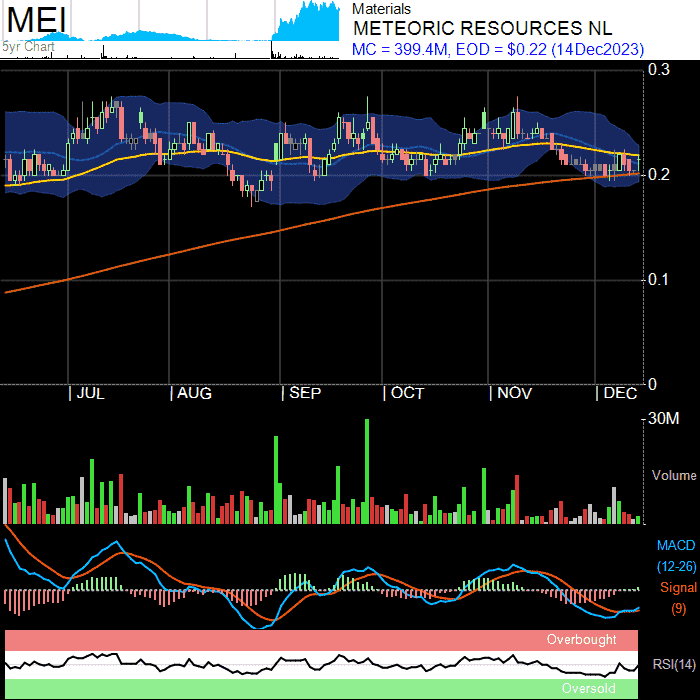 MEI
5yr Chart
Materials
METEORIC RESOURCES NL
MC = 399.4M, EOD = $0.22 (14Dec2023)
0.3
0.2
0.1
0
JUL AUG SEP OCT NOV DEC
30M
Volume
MACD
(12-26)
Signal
(9)
Overbought
RSI(14)
Oversold